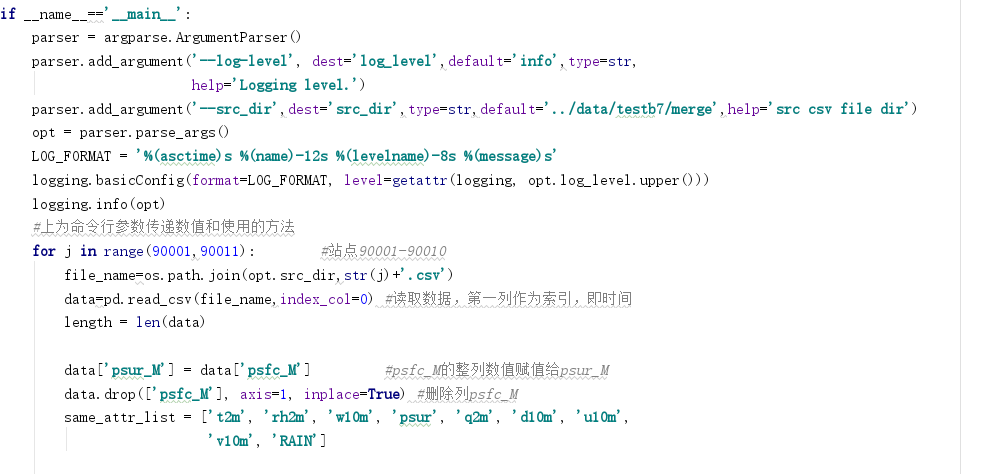 if __name__=='__main__':
    parser = argparse.ArgumentParser()
    parser.add_argument('--log-level', dest='log_level',default='info',type=str,
                        help='Logging level.')
    parser.add_argument('--src_dir',dest='src_dir',type=str,default='../data/testb7/merge',help='src csv file dir')
    opt = parser.parse_args()
    LOG_FORMAT = '%(asctime)s %(name)-12s %(levelname)-8s %(message)s'
    logging.basicConfig(format=LOG_FORMAT, level=getattr(logging, opt.log_level.upper()))
    logging.info(opt)
    #上为命令行参数传递数值和使用的方法
    for j in range(90001,90011):        #站点90001-90010
        file_name=os.path.join(opt.src_dir,str(j)+'.csv')
        data=pd.read_csv(file_name,index_col=0) #读取数据，第一列作为索引，即时间
        length = len(data)

        data['psur_M'] = data['psfc_M']         #psfc_M的整列数值赋值给psur_M
        data.drop(['psfc_M'], axis=1, inplace=True) #删除列psfc_M
        same_attr_list = ['t2m', 'rh2m', 'w10m', 'psur', 'q2m', 'd10m', 'u10m',
                          'v10m', 'RAIN']